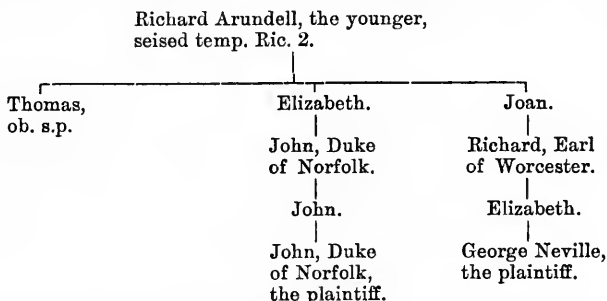 Richard Arundell, the younger,
seised temp. Ric. 2.
Thomas,
ob. s.p.
Elizabeth.
John, Duke
of Norfolk.
John.
John, Duke
of Norfolk,
the plaintiff.
Joan.
Richard, Earl
of Worcester.
Elizabeth.
George Neville,
the plaintiff.